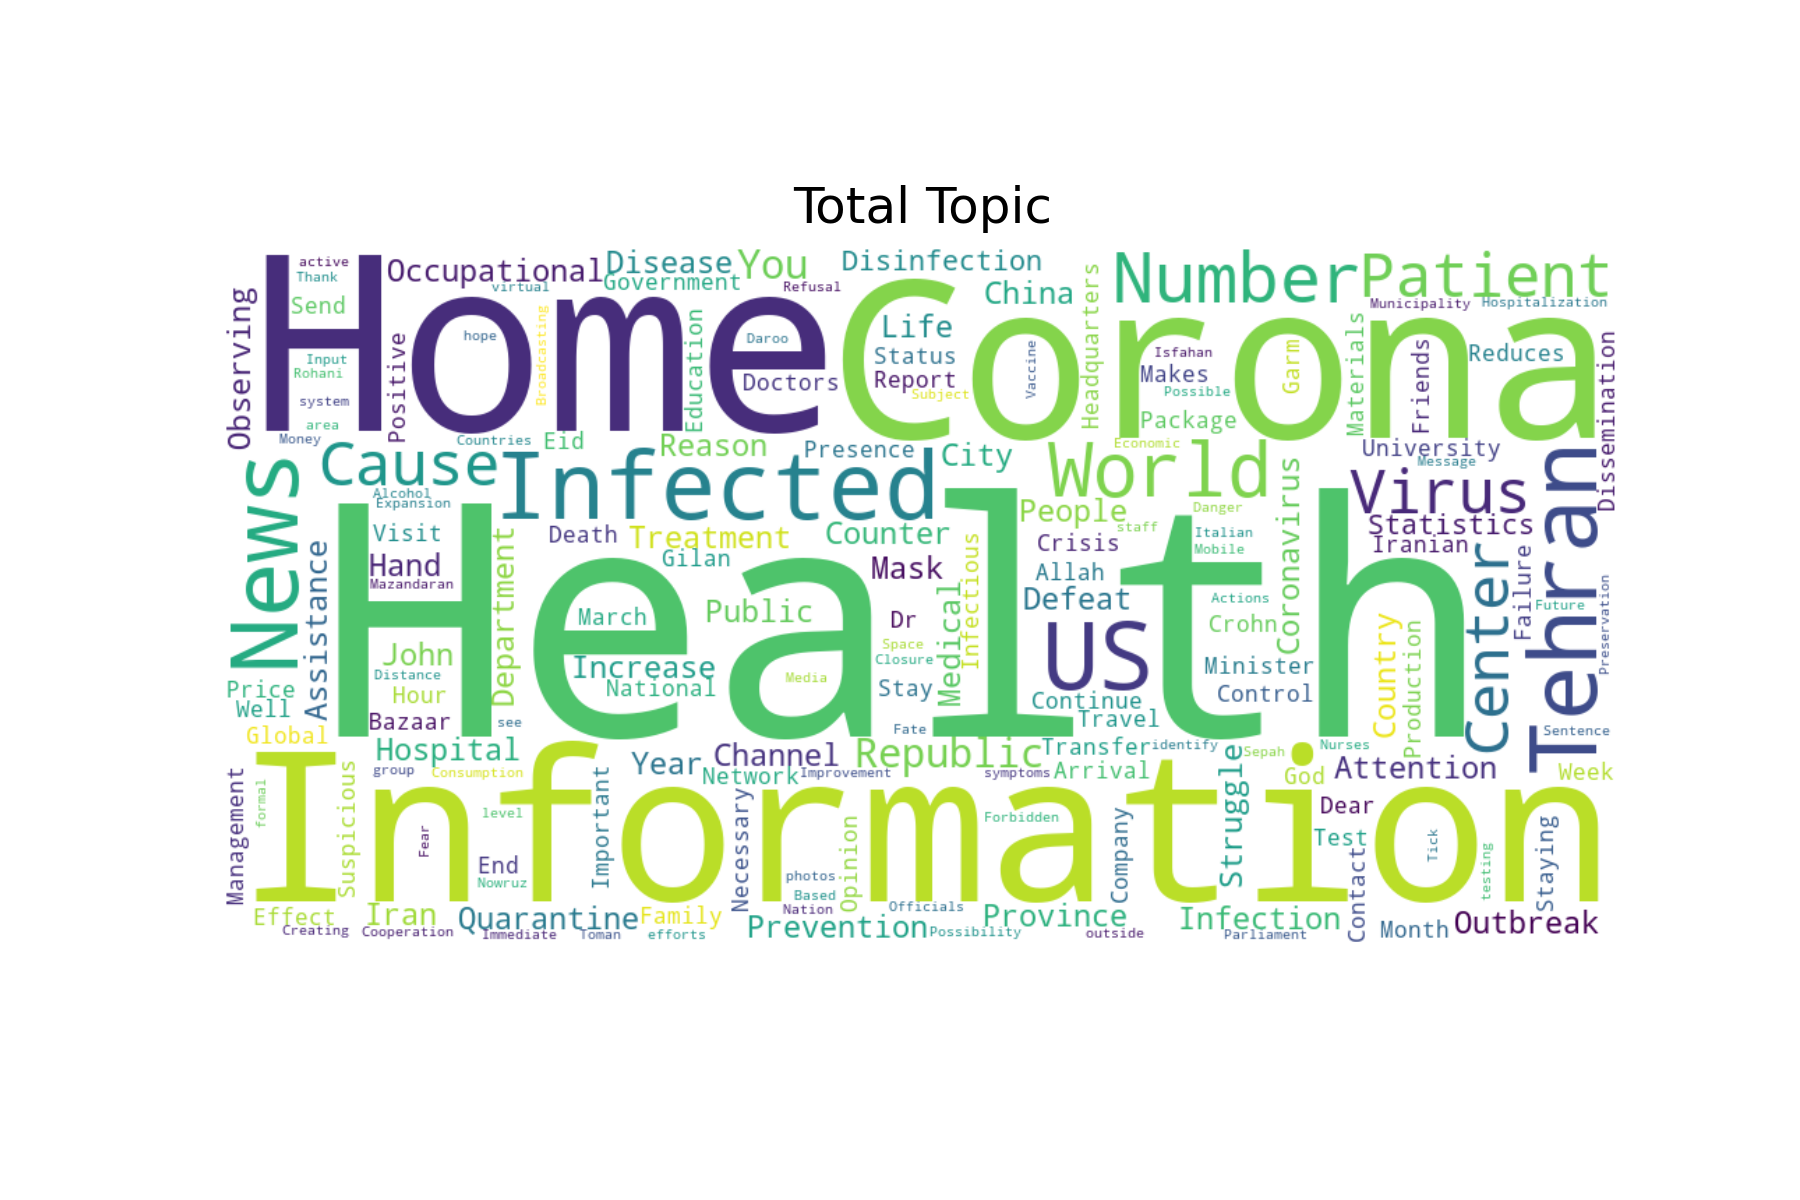 Total Topic
Home
Corona
Health
Information
Infected
Number
Patient
World
Virus
US
Tehran
News
Center
Cause
active
Thank
Send
Input
Rohani
system
area
Money
Observing
Positive
Occupational
Disease
You
Government
virtual
Refusal
Disinfection
China
hope
Broadcasting
Education
Daroo
Doctors
Life
Status
Report
Subject
Vaccine
Headquarters
Isfahan
Makes
Possible
Package
Garm
Materials
Friends
Municipality
Hospitalization
Reduces
Dissemination
Countries
Eid
Reason
Presence
City
Economic
University
Message
Alcohol
Expansion
Visit
Hand
Mazandaran
Assistance
Department
Death
Treatment
Gilan
Counter
Mask
Infectious
Medical
People
staff
Danger
Crisis
Italian
Mobile
Allah
Defeat
Coronavirus
Statistics
Iranian
Failure
Future
Preservation
March
Public
Dr
Space
Closure
Actions
Crohn
Minister
Control
Country
Production
John
Distance
Hour
Bazaar
Increase
National
Media
Stay
Continue
Travel
Price
Well
Global
see
Fate
Sentence
Hospital
Year
Channel
Republic
Transfer
identify
Sepah
Nurses
group
Consumption
Network
Improvement
symptoms
Arrival
Struggle
God
Attention
Week
Management
formal
Suspicious
Fear
level
End
Nowruz
Important
Necessary
photos
Based
Nation
Opinion
Officials
Forbidden
Company
Dear
Test
Contact
Tick
testing
Staying
Effect
Creating
Iran
Cooperation
Quarantine
Immediate
Toman
Family
efforts
Prevention
Possibility
Province
outside
Infection
Parliament
Month
Outbreak